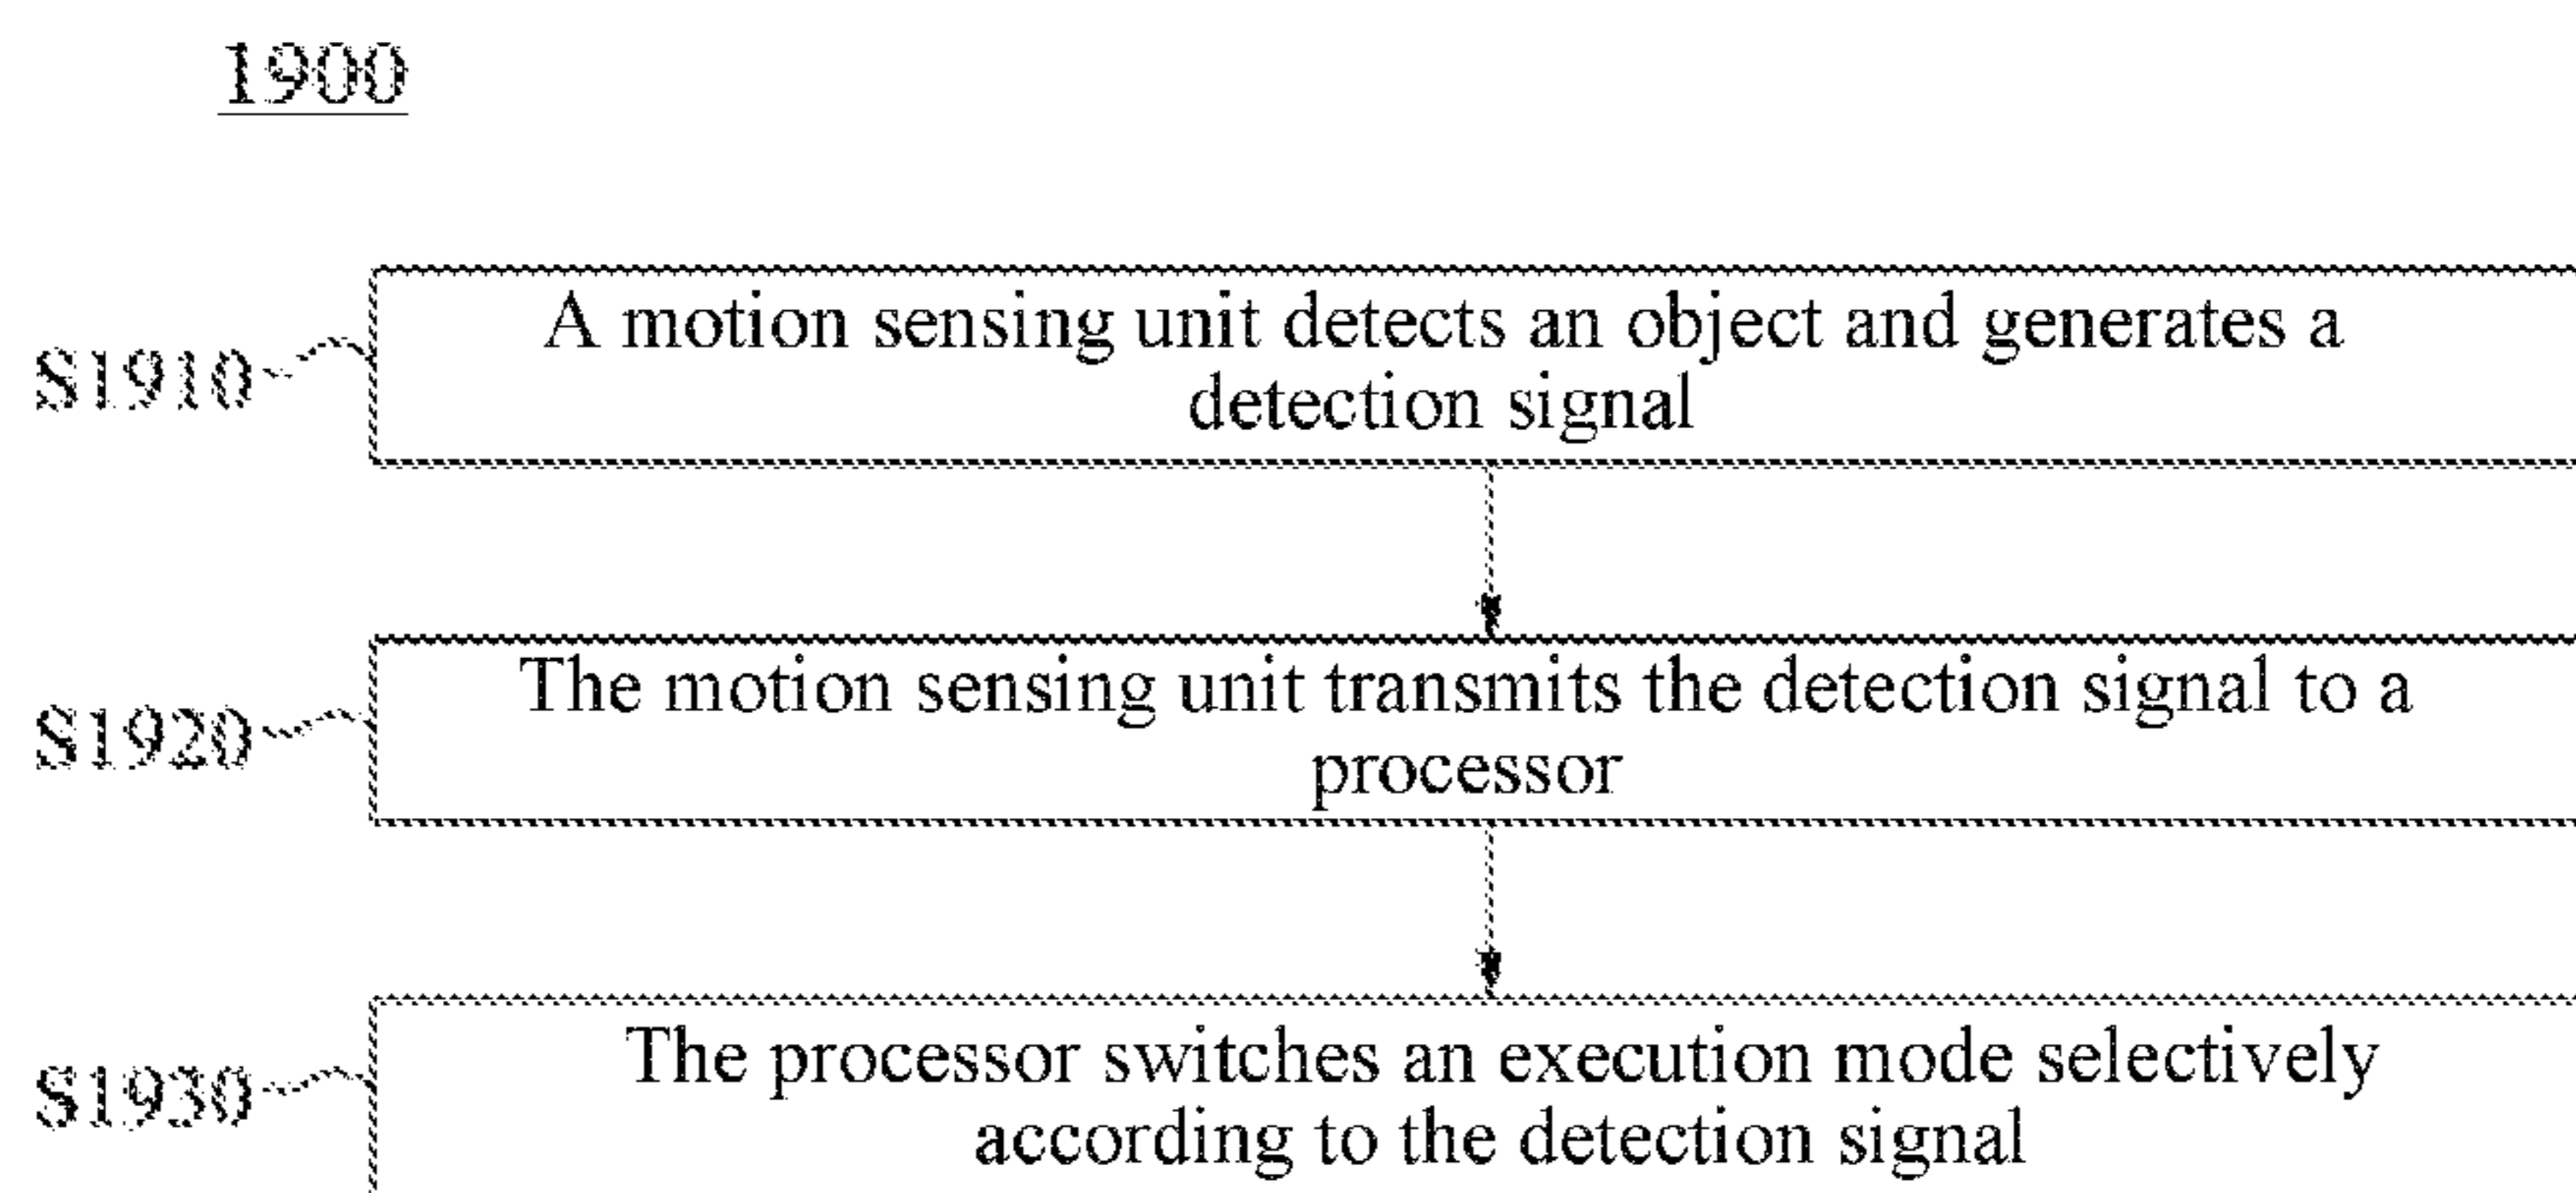 1900
S1910
A motion sensing unit detects an object and generates a
detection signal
S1920
The motion sensing unit transmits the detection signal to a
processor
S1930
The processor switches an execution mode selectively
according to the detection signal